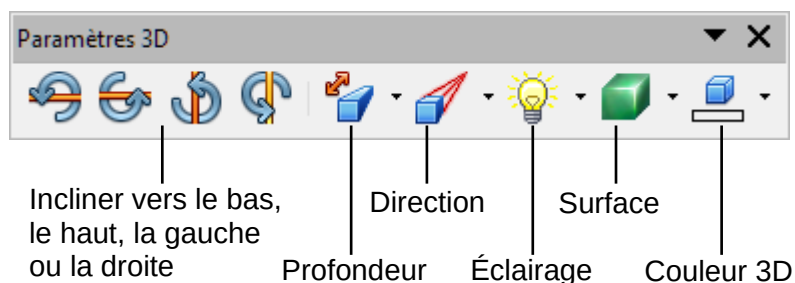 Paramètres 3D
Incliner vers le bas,
le haut, la gauche
ou la droite
Profondeur
Direction
Éclairage
Surface
Couleur 3D